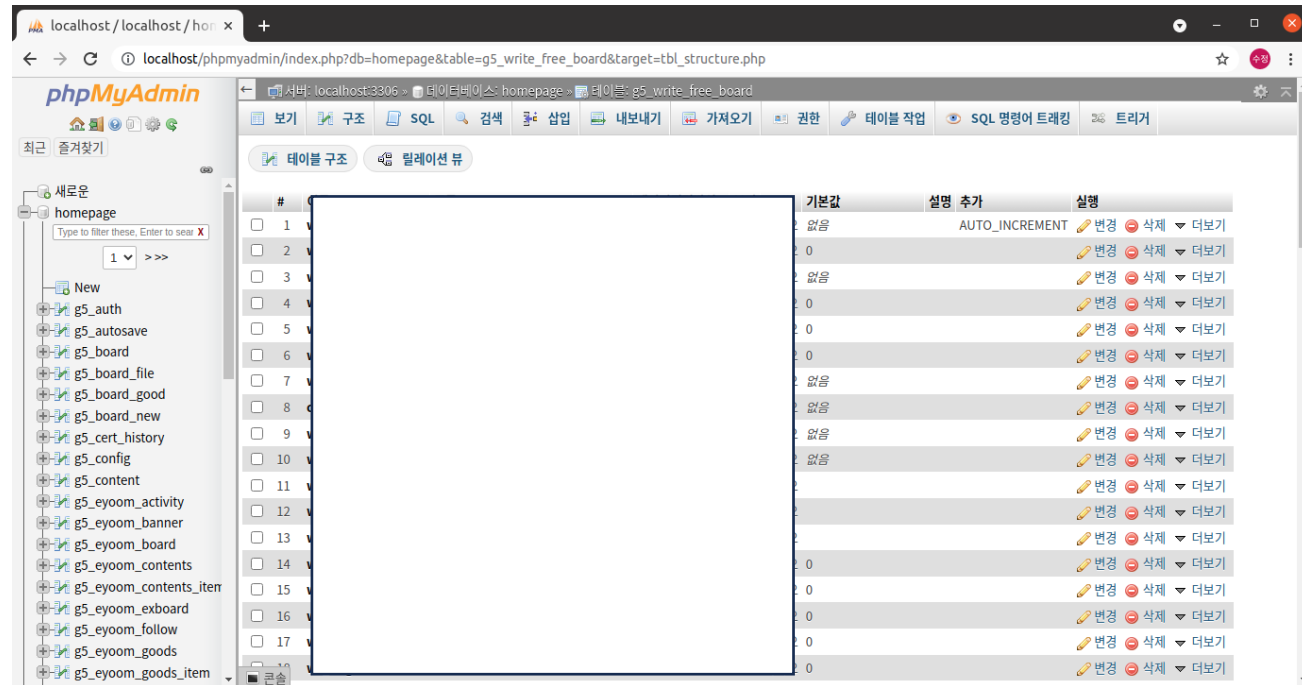 localhost / localhost / hon
localhost/phpmyadmin/index.php?db=homepage&table=g5_write_free_board&target=tbl_structure.php
수정
phpMyAdmin
최근 즐겨찾기
새로운
homepage
Type to filter these, Enter to sear X
1 > >>
New
g5_auth
g5_autosave
g5_board
g5_board_file
g5_board_good
g5_board_new
g5_cert_history
g5_config
g5_content
g5_eyoom_activity
g5_eyoom_banner
g5_eyoom_board
g5_eyoom_contents
g5_eyoom_contents_item
g5_eyoom_exboard
g5_eyoom_follow
g5_eyoom_goods
g5_eyoom_goods_item
서버: localhost:3306 » 데이터베이스: homepage » 테이블: g5_write_free_board
보기 구조 SQL 검색 삽입 내보내기 가져오기 권한 테이블 작업 SQL 명령어 트래킹 트리거
테이블 구조 릴레이션 뷰
# 기본값 설명 추가 실행
1 없음 AUTO_INCREMENT 변경 삭제 더보기
2 0 변경 삭제 더보기
3 없음 변경 삭제 더보기
4 0 변경 삭제 더보기
5 0 변경 삭제 더보기
6 0 변경 삭제 더보기
7 없음 변경 삭제 더보기
8 없음 변경 삭제 더보기
9 없음 변경 삭제 더보기
10 없음 변경 삭제 더보기
11 변경 삭제 더보기
12 변경 삭제 더보기
13 변경 삭제 더보기
14 0 변경 삭제 더보기
15 0 변경 삭제 더보기
16 0 변경 삭제 더보기
17 0 변경 삭제 더보기
0 변경 삭제 더보기
콘솔